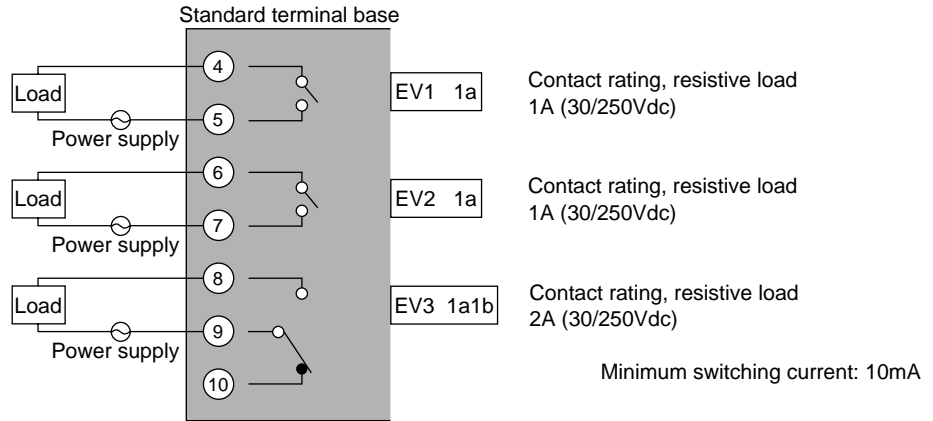 Standard terminal base
4
Load
EV1 1a
Contact rating, resistive load
1A (30/250Vdc)
5
Power supply
6
Load
EV2 1a
Contact rating, resistive load
1A (30/250Vdc)
7
Power supply
8
Load
EV3 1a1b
Contact rating, resistive load
2A (30/250Vdc)
9
Power supply
10
Minimum switching current: 10mA